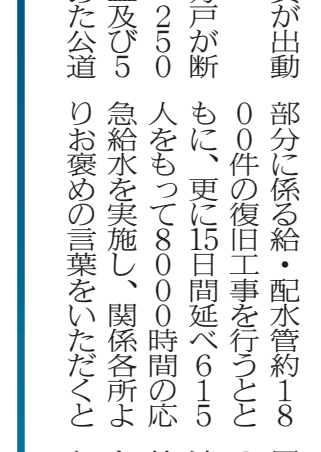 が出動
戸が断
２５０
及び５
た公道
部分に係る給・配水管約１８
００件の復旧工事を行うとと
もに、更に15日間延べ６１５
人をもって８０００時間の応
急給水を実施し、関係各所よ
りお褒めの言葉をいただくと